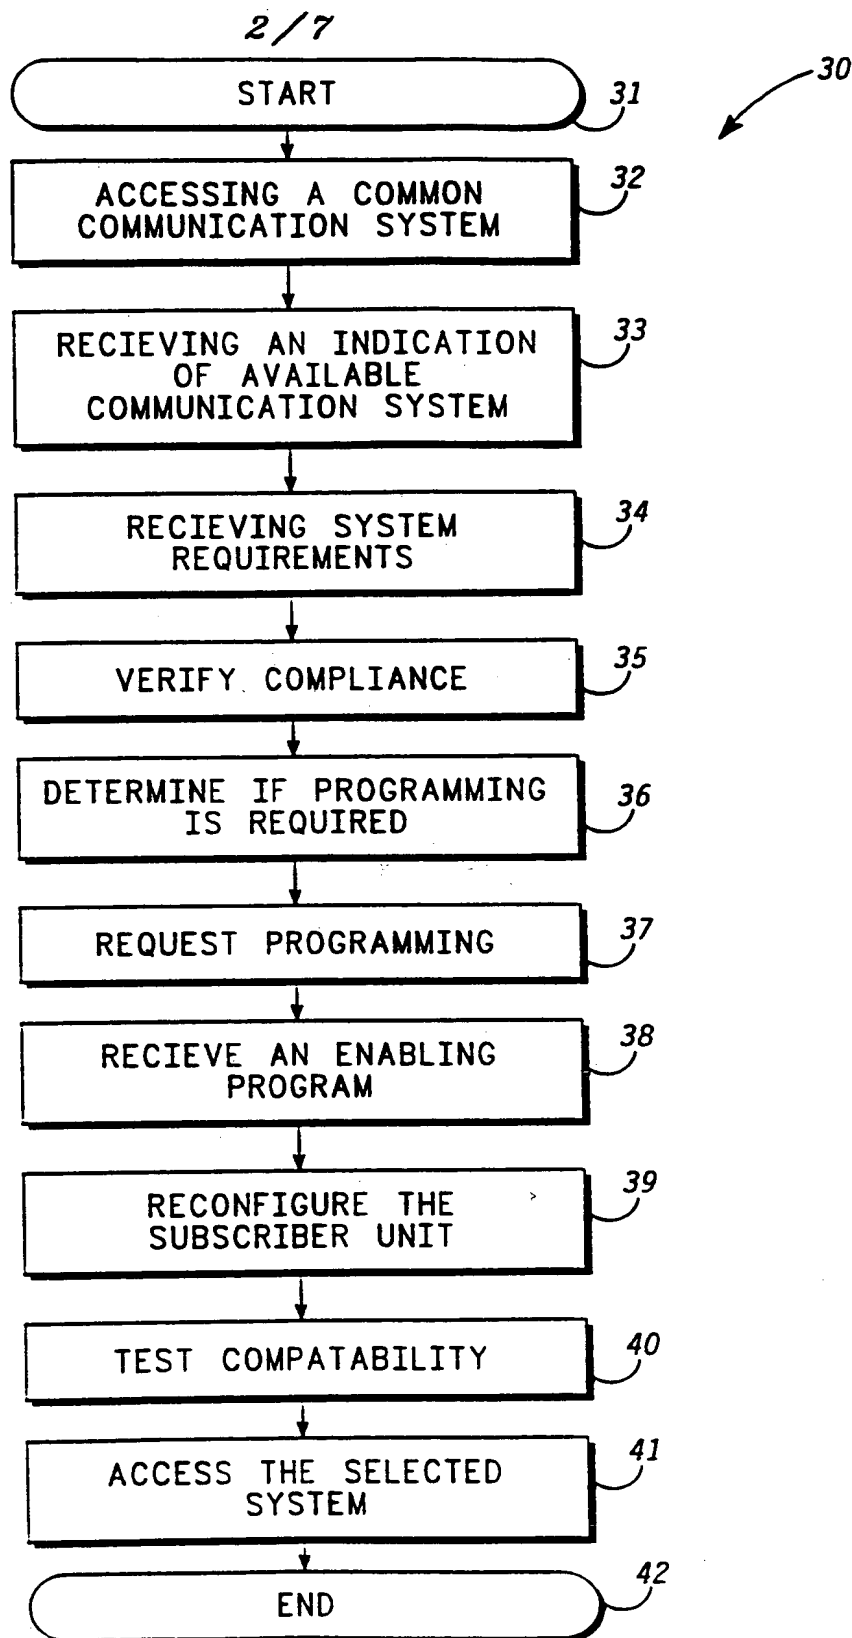 2/7
30
START
31
ACCESSING A COMMON
COMMUNICATION SYSTEM
32
RECIEVING AN INDICATION
OF AVAILABLE
COMMUNICATION SYSTEM
33
RECIEVING SYSTEM
REQUIREMENTS
34
VERIFY COMPLIANCE
35
DETERMINE IF PROGRAMMING
IS REQUIRED
36
REQUEST PROGRAMMING
37
RECIEVE AN ENABLING
PROGRAM
38
RECONFIGURE THE
SUBSCRIBER UNIT
39
TEST COMPATABILITY
40
ACCESS THE SELECTED
SYSTEM
41
END
42